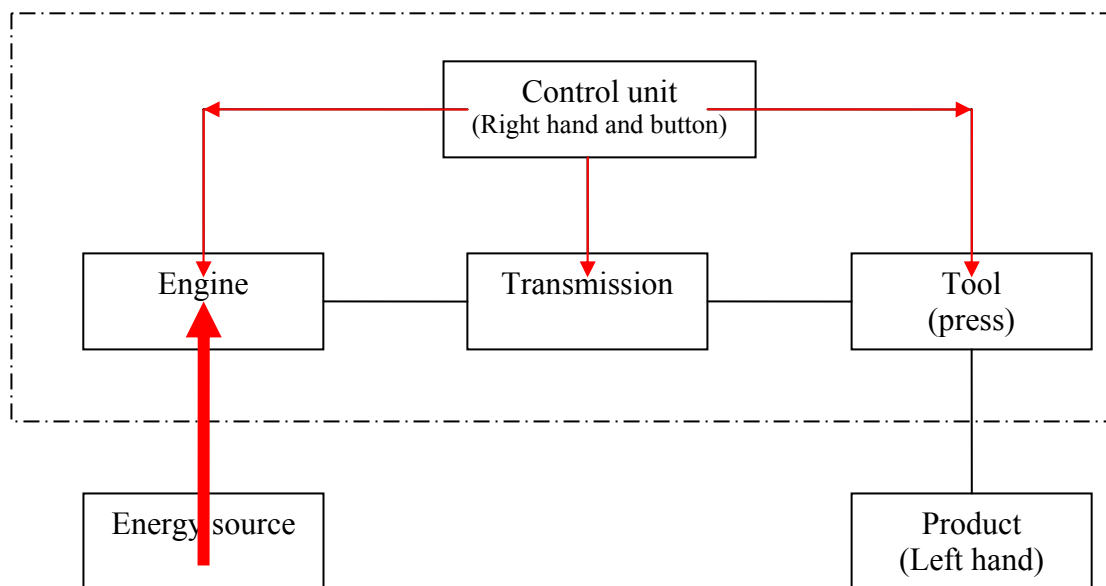 Control unit
(Right hand and button)
Engine
Transmission
Tool
(press)
Energy source
Product
(Left hand)